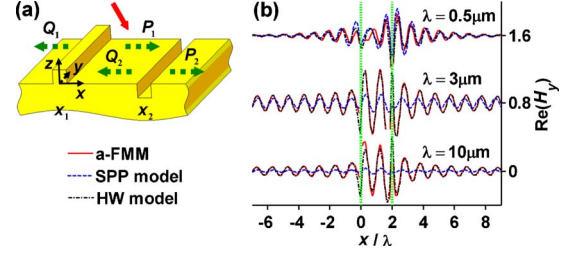 (a)
Q1
P1
Q2
P2
z
y
x
x1
x2
a-FMM
SPP model
HW model
(b)
λ = 0.5μm
1.6
λ = 3μm
0.8
λ = 10μm
0
Re(Hy)
-6 -4 -2 0 2 4 6 8
x / λ